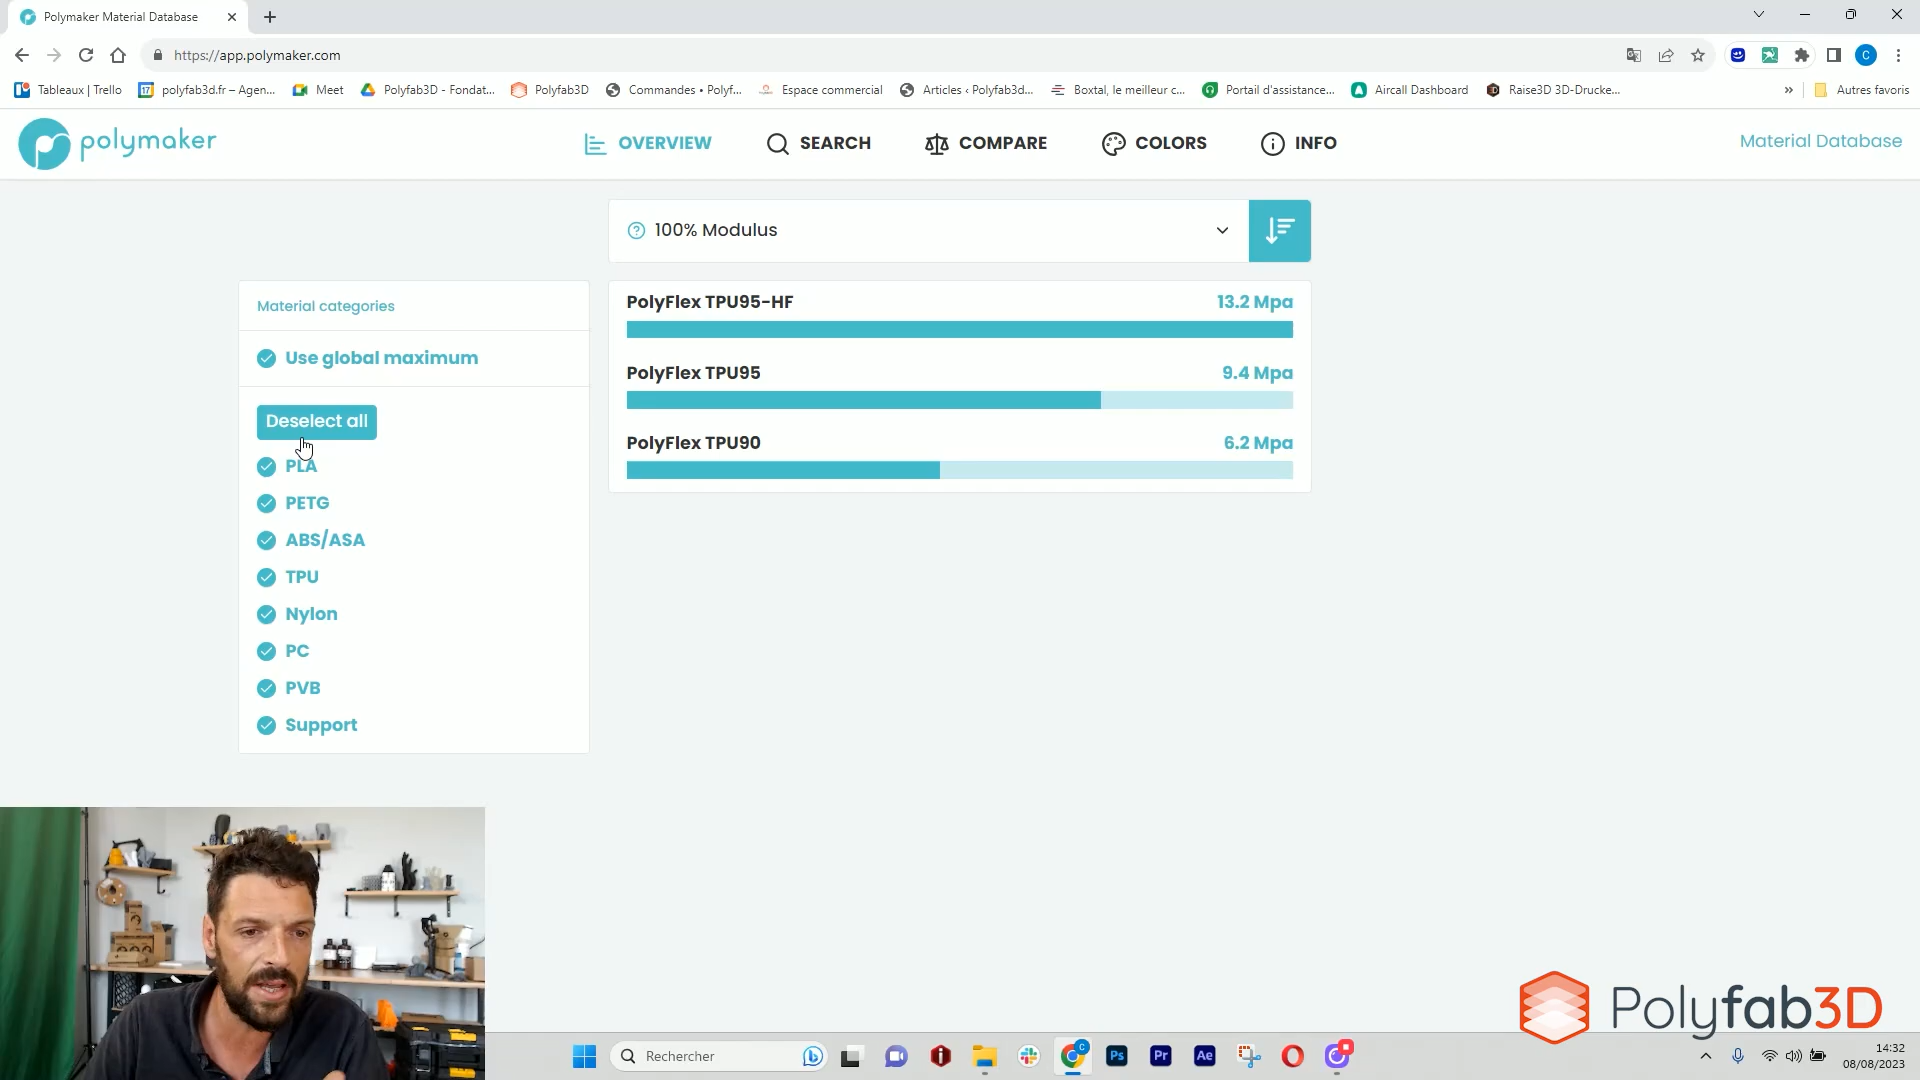 Polymaker Material Database
https://app.polymaker.com
Tableaux | Trello
17
polyfab3d.fr – Agen...
Meet
Polyfab3D - Fondat...
Polyfab3D
Commandes • Polyf...
Espace commercial
Articles ‹ Polyfab3d...
Boxtal, le meilleur c...
Portail d'assistance...
Aircall Dashboard
Raise3D 3D-Drucke...
»
Autres favoris
C
polymaker
OVERVIEW
SEARCH
COMPARE
COLORS
INFO
Material Database
100% Modulus
Material categories
Use global maximum
Deselect all
PLA
PETG
ABS/ASA
TPU
Nylon
PC
PVB
Support
PolyFlex TPU95-HF 13.2 Mpa
PolyFlex TPU95 9.4 Mpa
PolyFlex TPU90 6.2 Mpa
Polyfab3D
Rechercher
C
Ps
Pr
Ae
14:32
08/08/2023